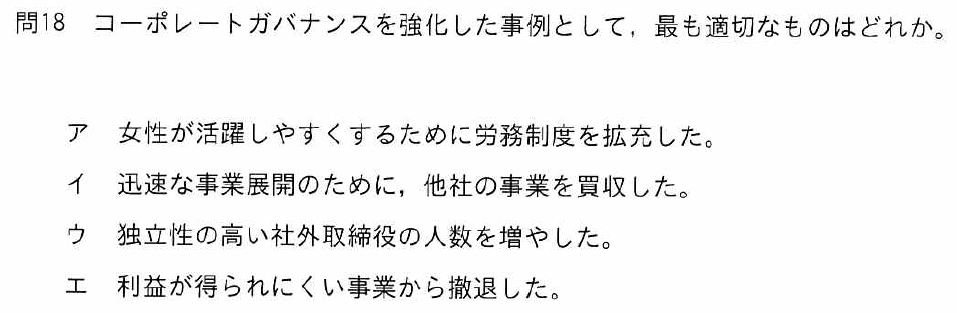 問18 コーポレートガバナンスを強化した事例として，最も適切なものはどれか。
ア 女性が活躍しやすくするために労務制度を拡充した。
イ 迅速な事業展開のために，他社の事業を買収した。
ウ 独立性の高い社外取締役の人数を増やした。
エ 利益が得られにくい事業から撤退した。